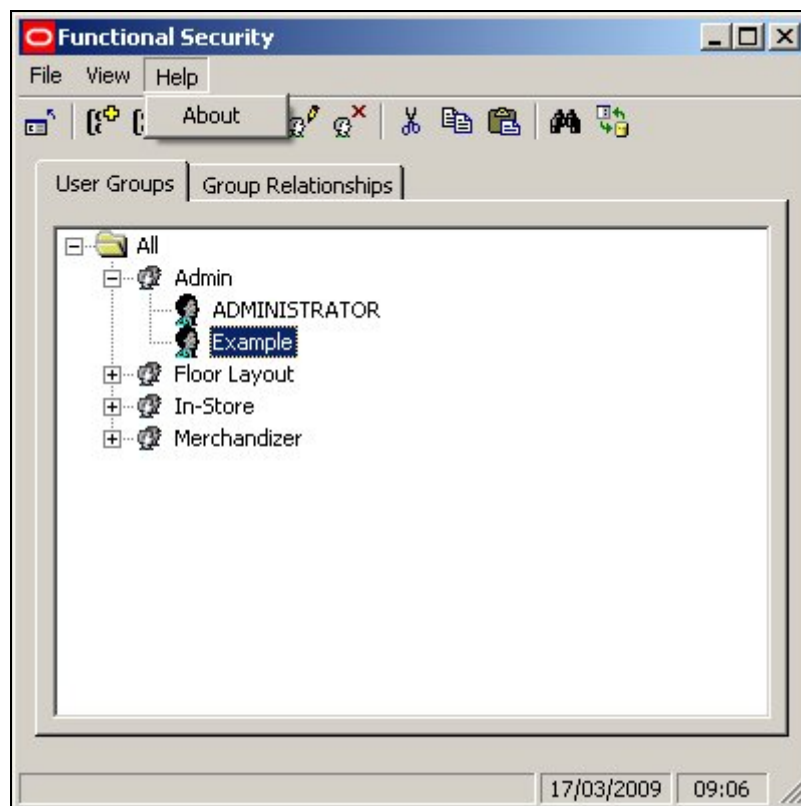 Functional Security
File View Help
About
User Groups Group Relationships
All
Admin
ADMINISTRATOR
Example
Floor Layout
In-Store
Merchandizer
17/03/2009 09:06